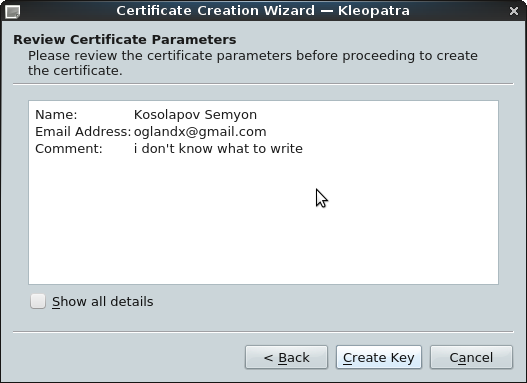 Certificate Creation Wizard — Kleopatra
Review Certificate Parameters
Please review the certificate parameters before proceeding to create
the certificate.
Name: Kosolapov Semyon
Email Address: oglandx@gmail.com
Comment: i don't know what to write
Show all details
< Back Create Key Cancel